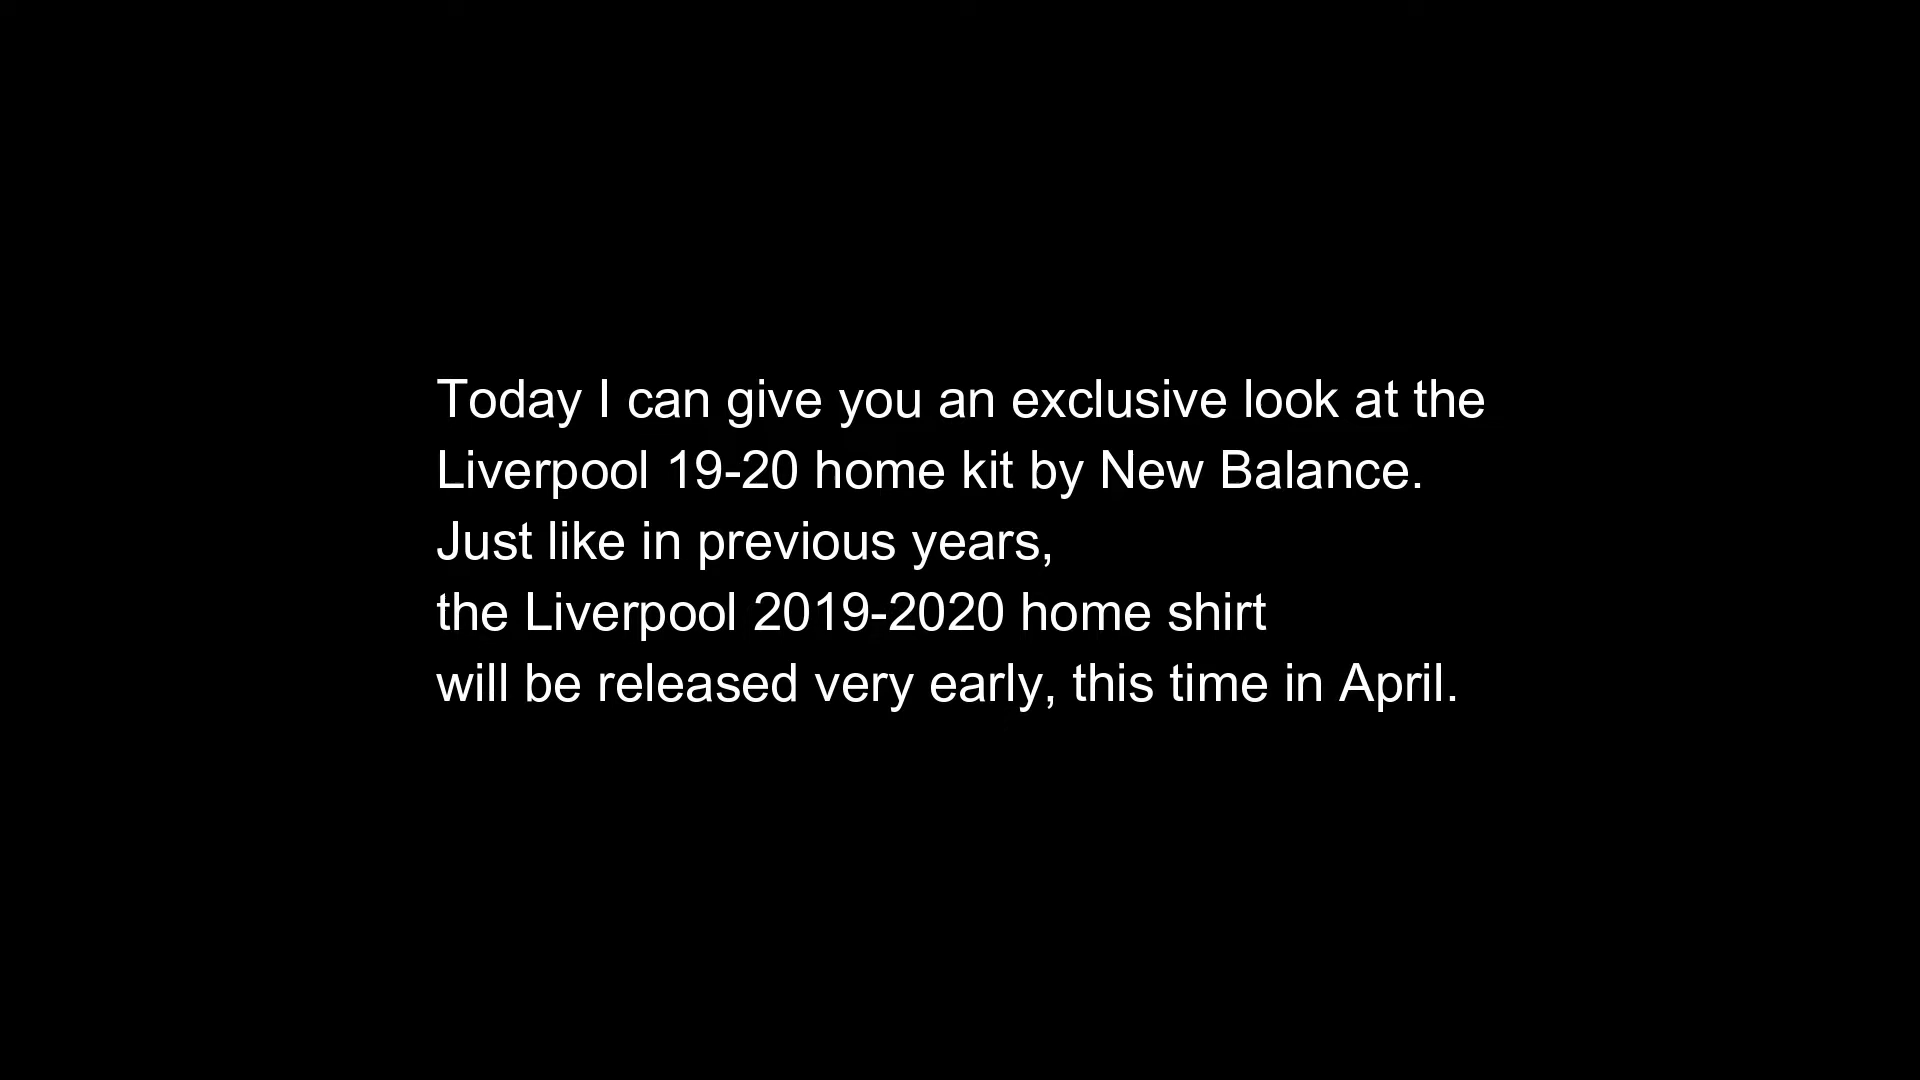 Today I can give you an exclusive look at the
Liverpool 19-20 home kit by New Balance.
Just like in previous years,
the Liverpool 2019-2020 home shirt
will be released very early, this time in April.